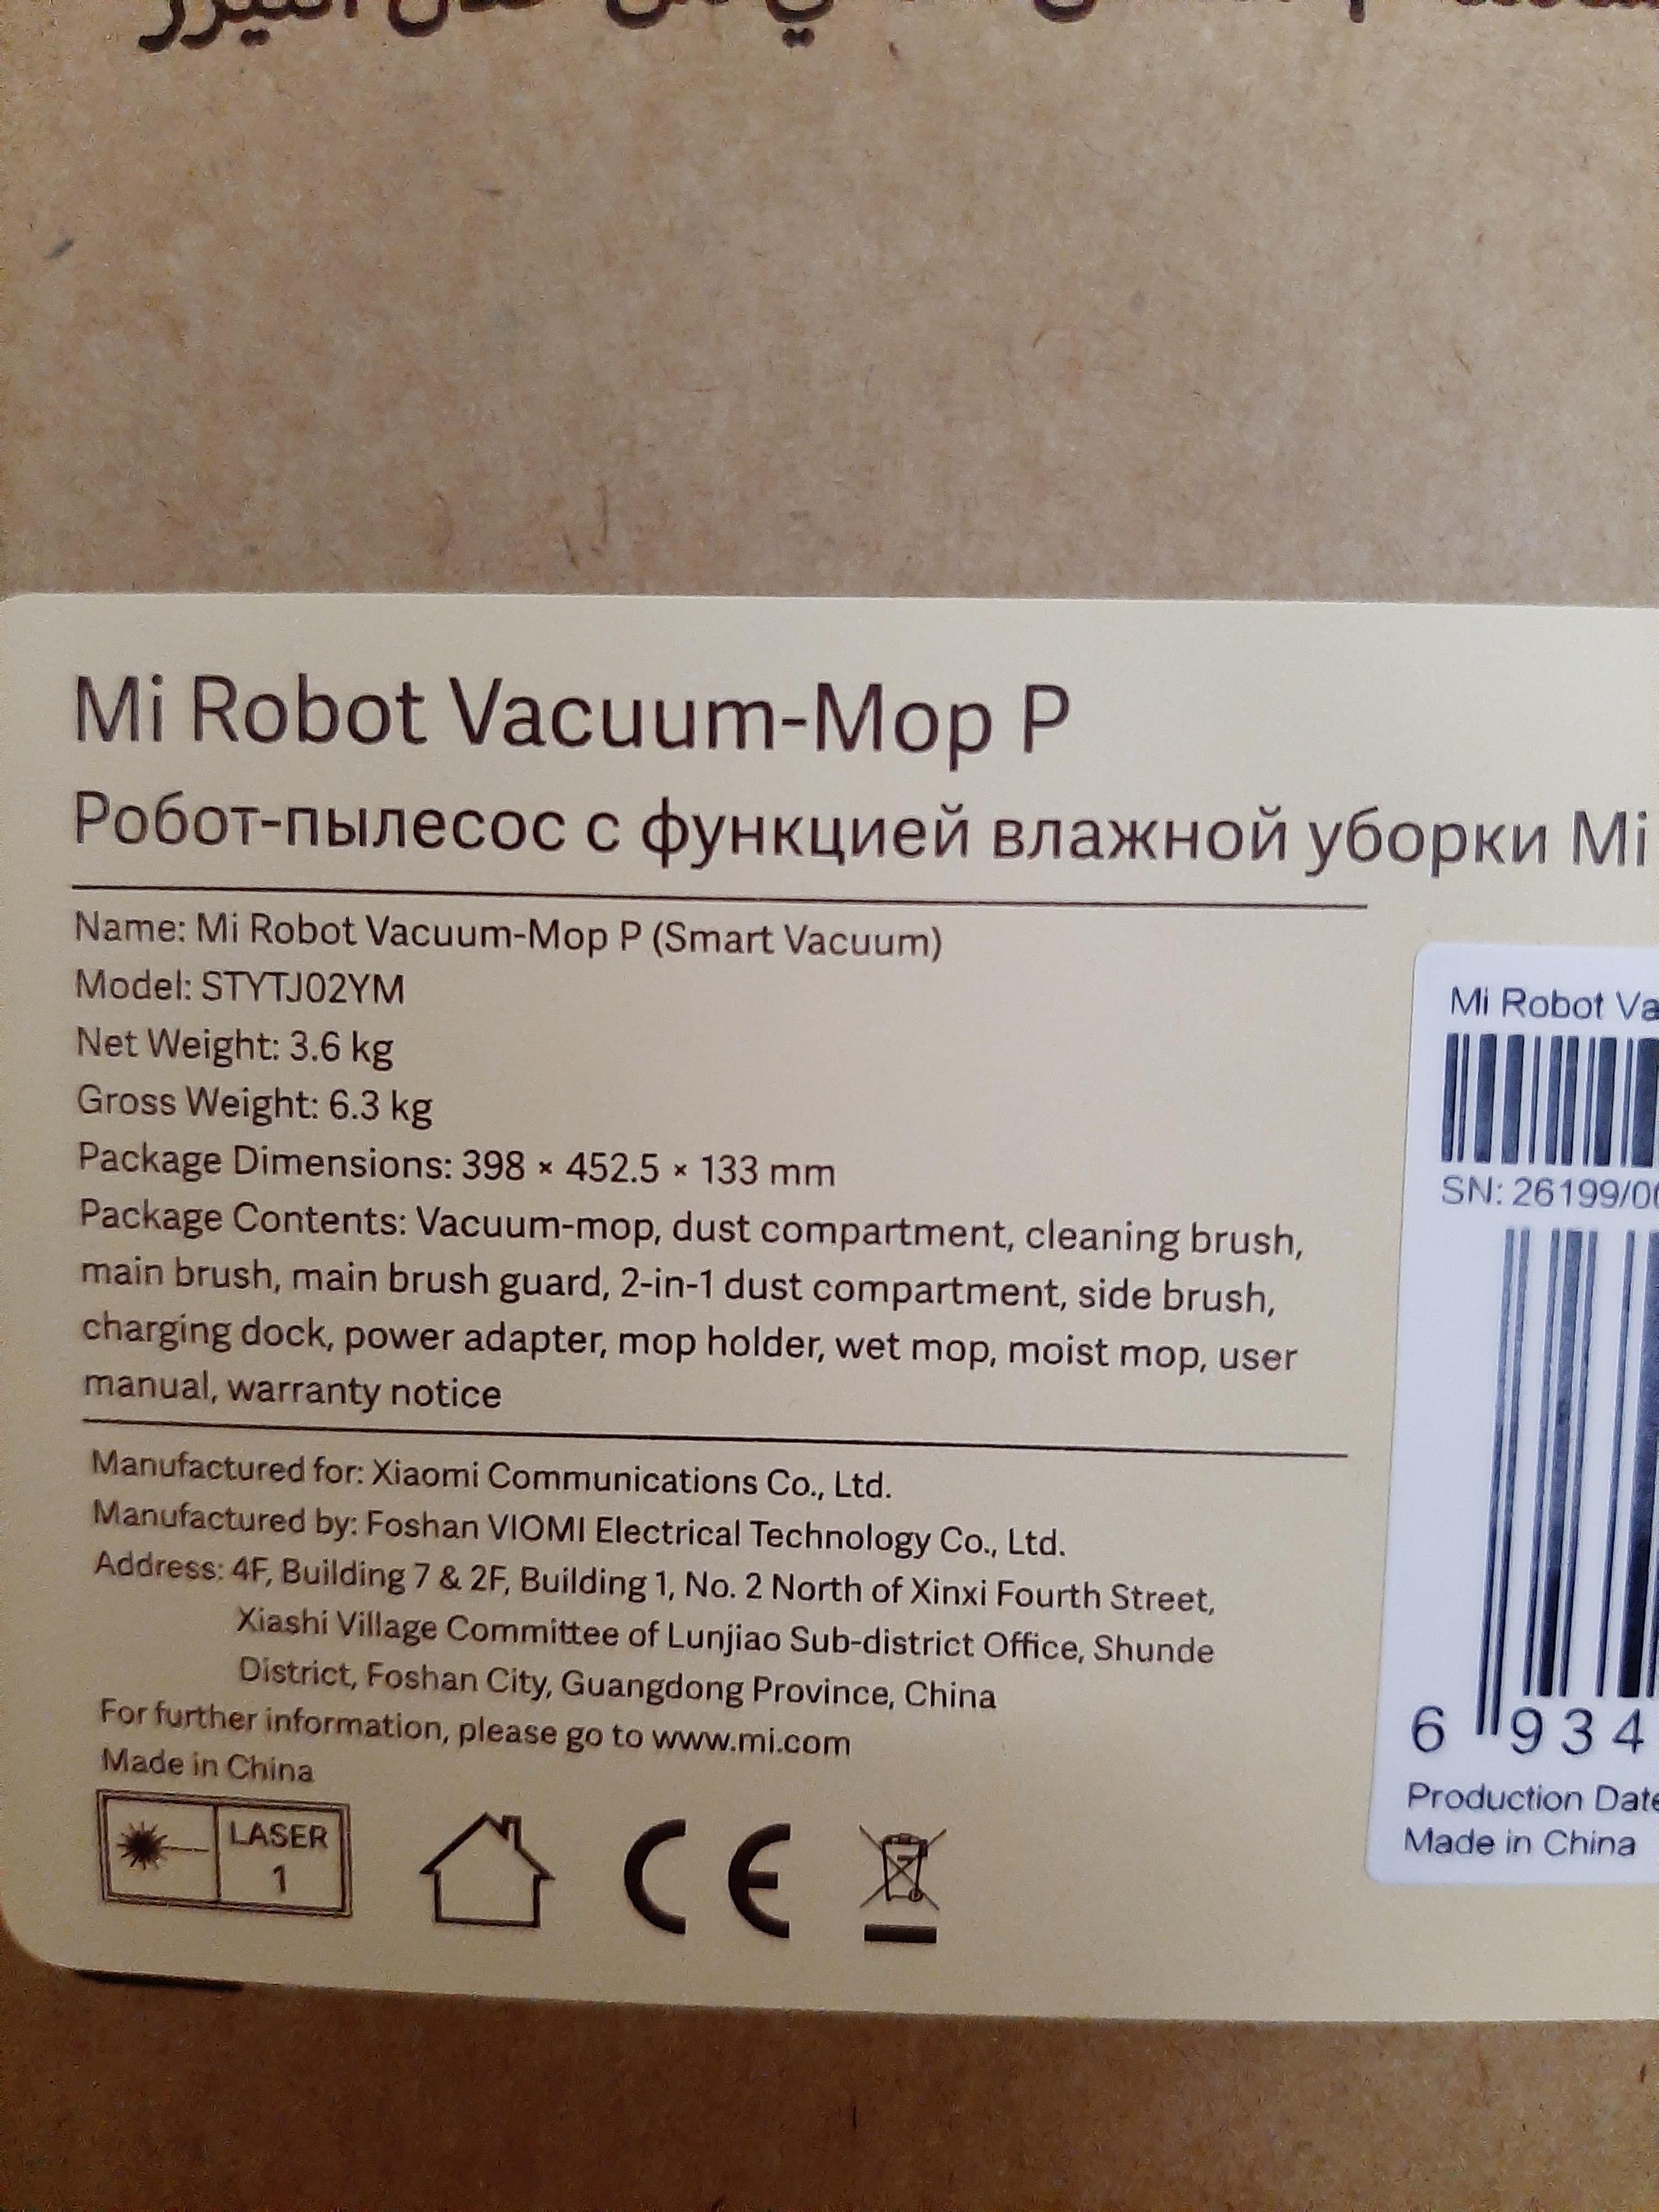 Mi Robot Vacuum-Mop P
Робот-пылесос с функцией влажной уборки Mi
Name: Mi Robot Vacuum-Mop P (Smart Vacuum)
Model: STYTJ02YM
Net Weight: 3.6 kg
Gross Weight: 6.3 kg
Package Dimensions: 398 × 452.5 × 133 mm
Package Contents: Vacuum-mop, dust compartment, cleaning brush,
main brush, main brush guard, 2-in-1 dust compartment, side brush,
charging dock, power adapter, mop holder, wet mop, moist mop, user
manual, warranty notice
Manufactured for: Xiaomi Communications Co., Ltd.
Manufactured by: Foshan VIOMI Electrical Technology Co., Ltd.
Address: 4F, Building 7 & 2F, Building 1, No. 2 North of Xinxi Fourth Street,
Xiashi Village Committee of Lunjiao Sub-district Office, Shunde
District, Foshan City, Guangdong Province, China
For further information, please go to www.mi.com
Made in China
LASER
1
CE
Mi Robot Va
SN: 26199/00
6 934
Production Date
Made in China